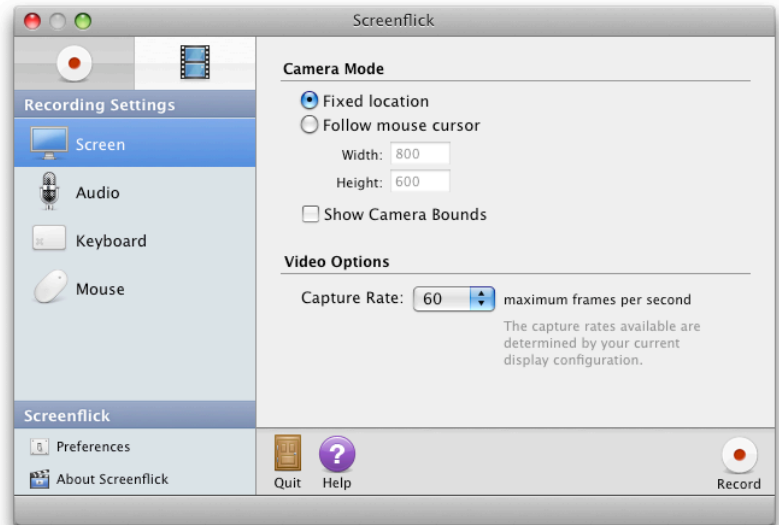 Screenflick
Recording Settings
Screen
Audio
Keyboard
Mouse
Screenflick
Preferences
About Screenflick
Camera Mode
Fixed location
Follow mouse cursor
Width: 800
Height: 600
Show Camera Bounds
Video Options
Capture Rate: 60 maximum frames per second
The capture rates available are
determined by your current
display configuration.
Quit Help Record